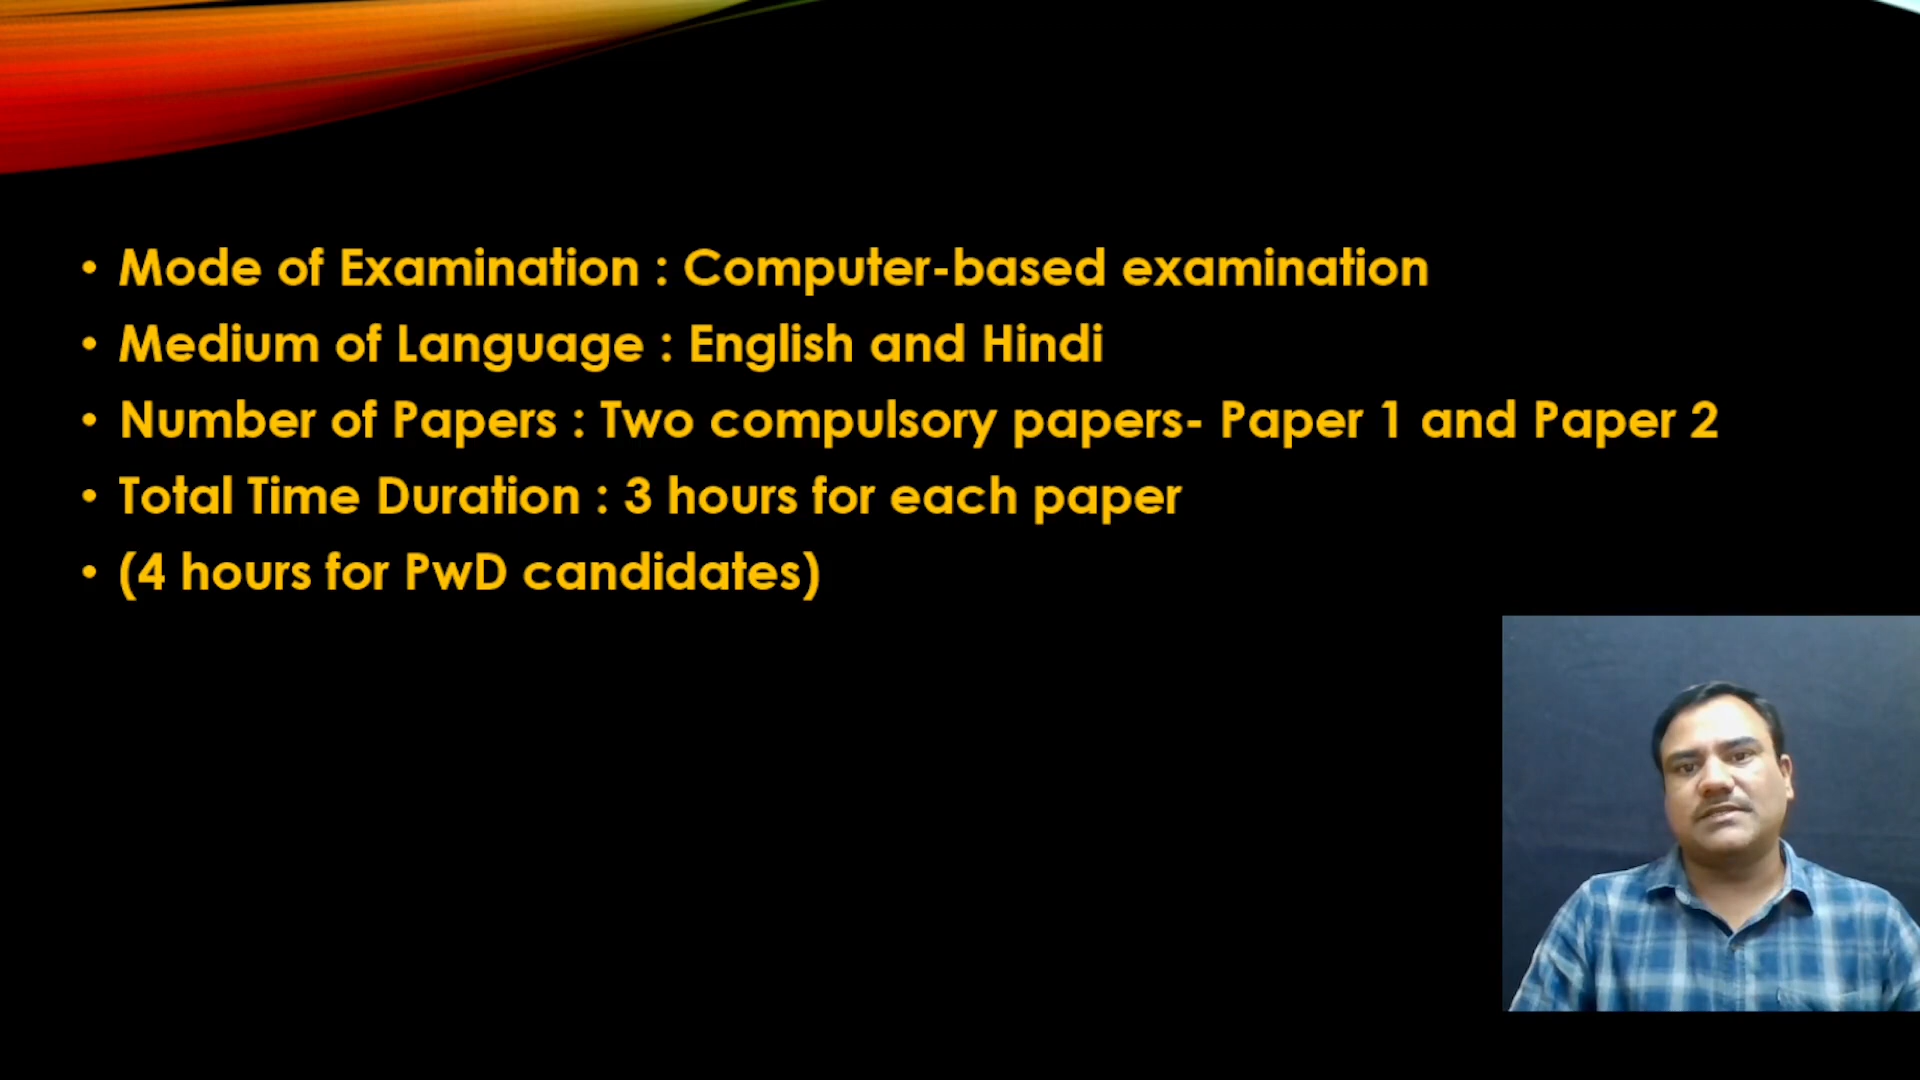 • Mode of Examination : Computer-based examination
• Medium of Language : English and Hindi
• Number of Papers : Two compulsory papers- Paper 1 and Paper 2
• Total Time Duration : 3 hours for each paper
• (4 hours for PwD candidates)